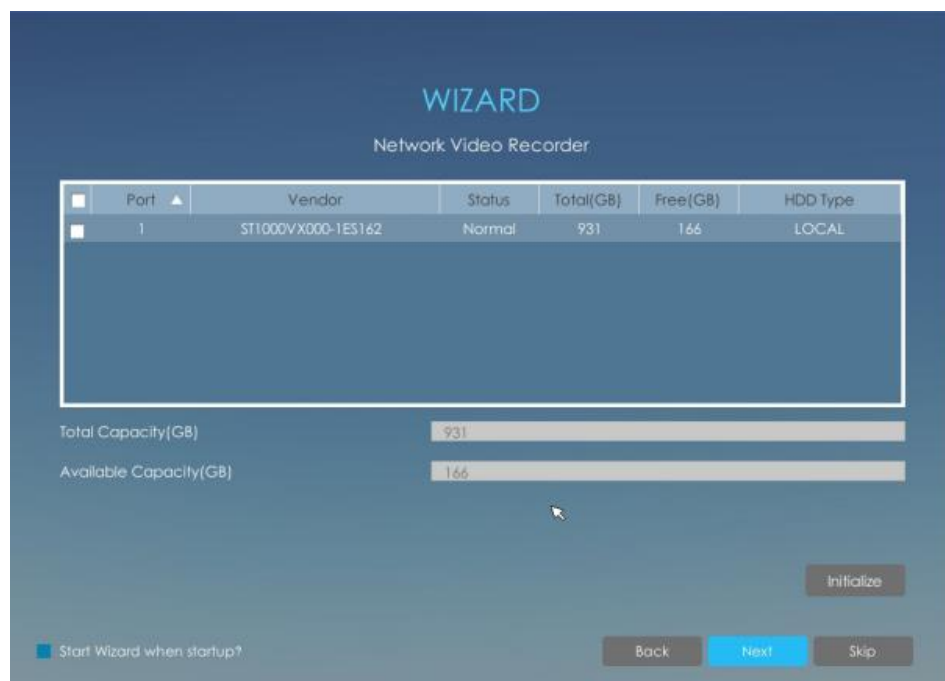 WIZARD
Network Video Recorder
Port Vendor Status Total(GB) Free(GB) HDD Type
1 ST1000VX000-1ES162 Normal 931 166 LOCAL
Total Capacity(GB) 931
Available Capacity(GB) 166
Initialize
Start Wizard when startup? Back Next Skip